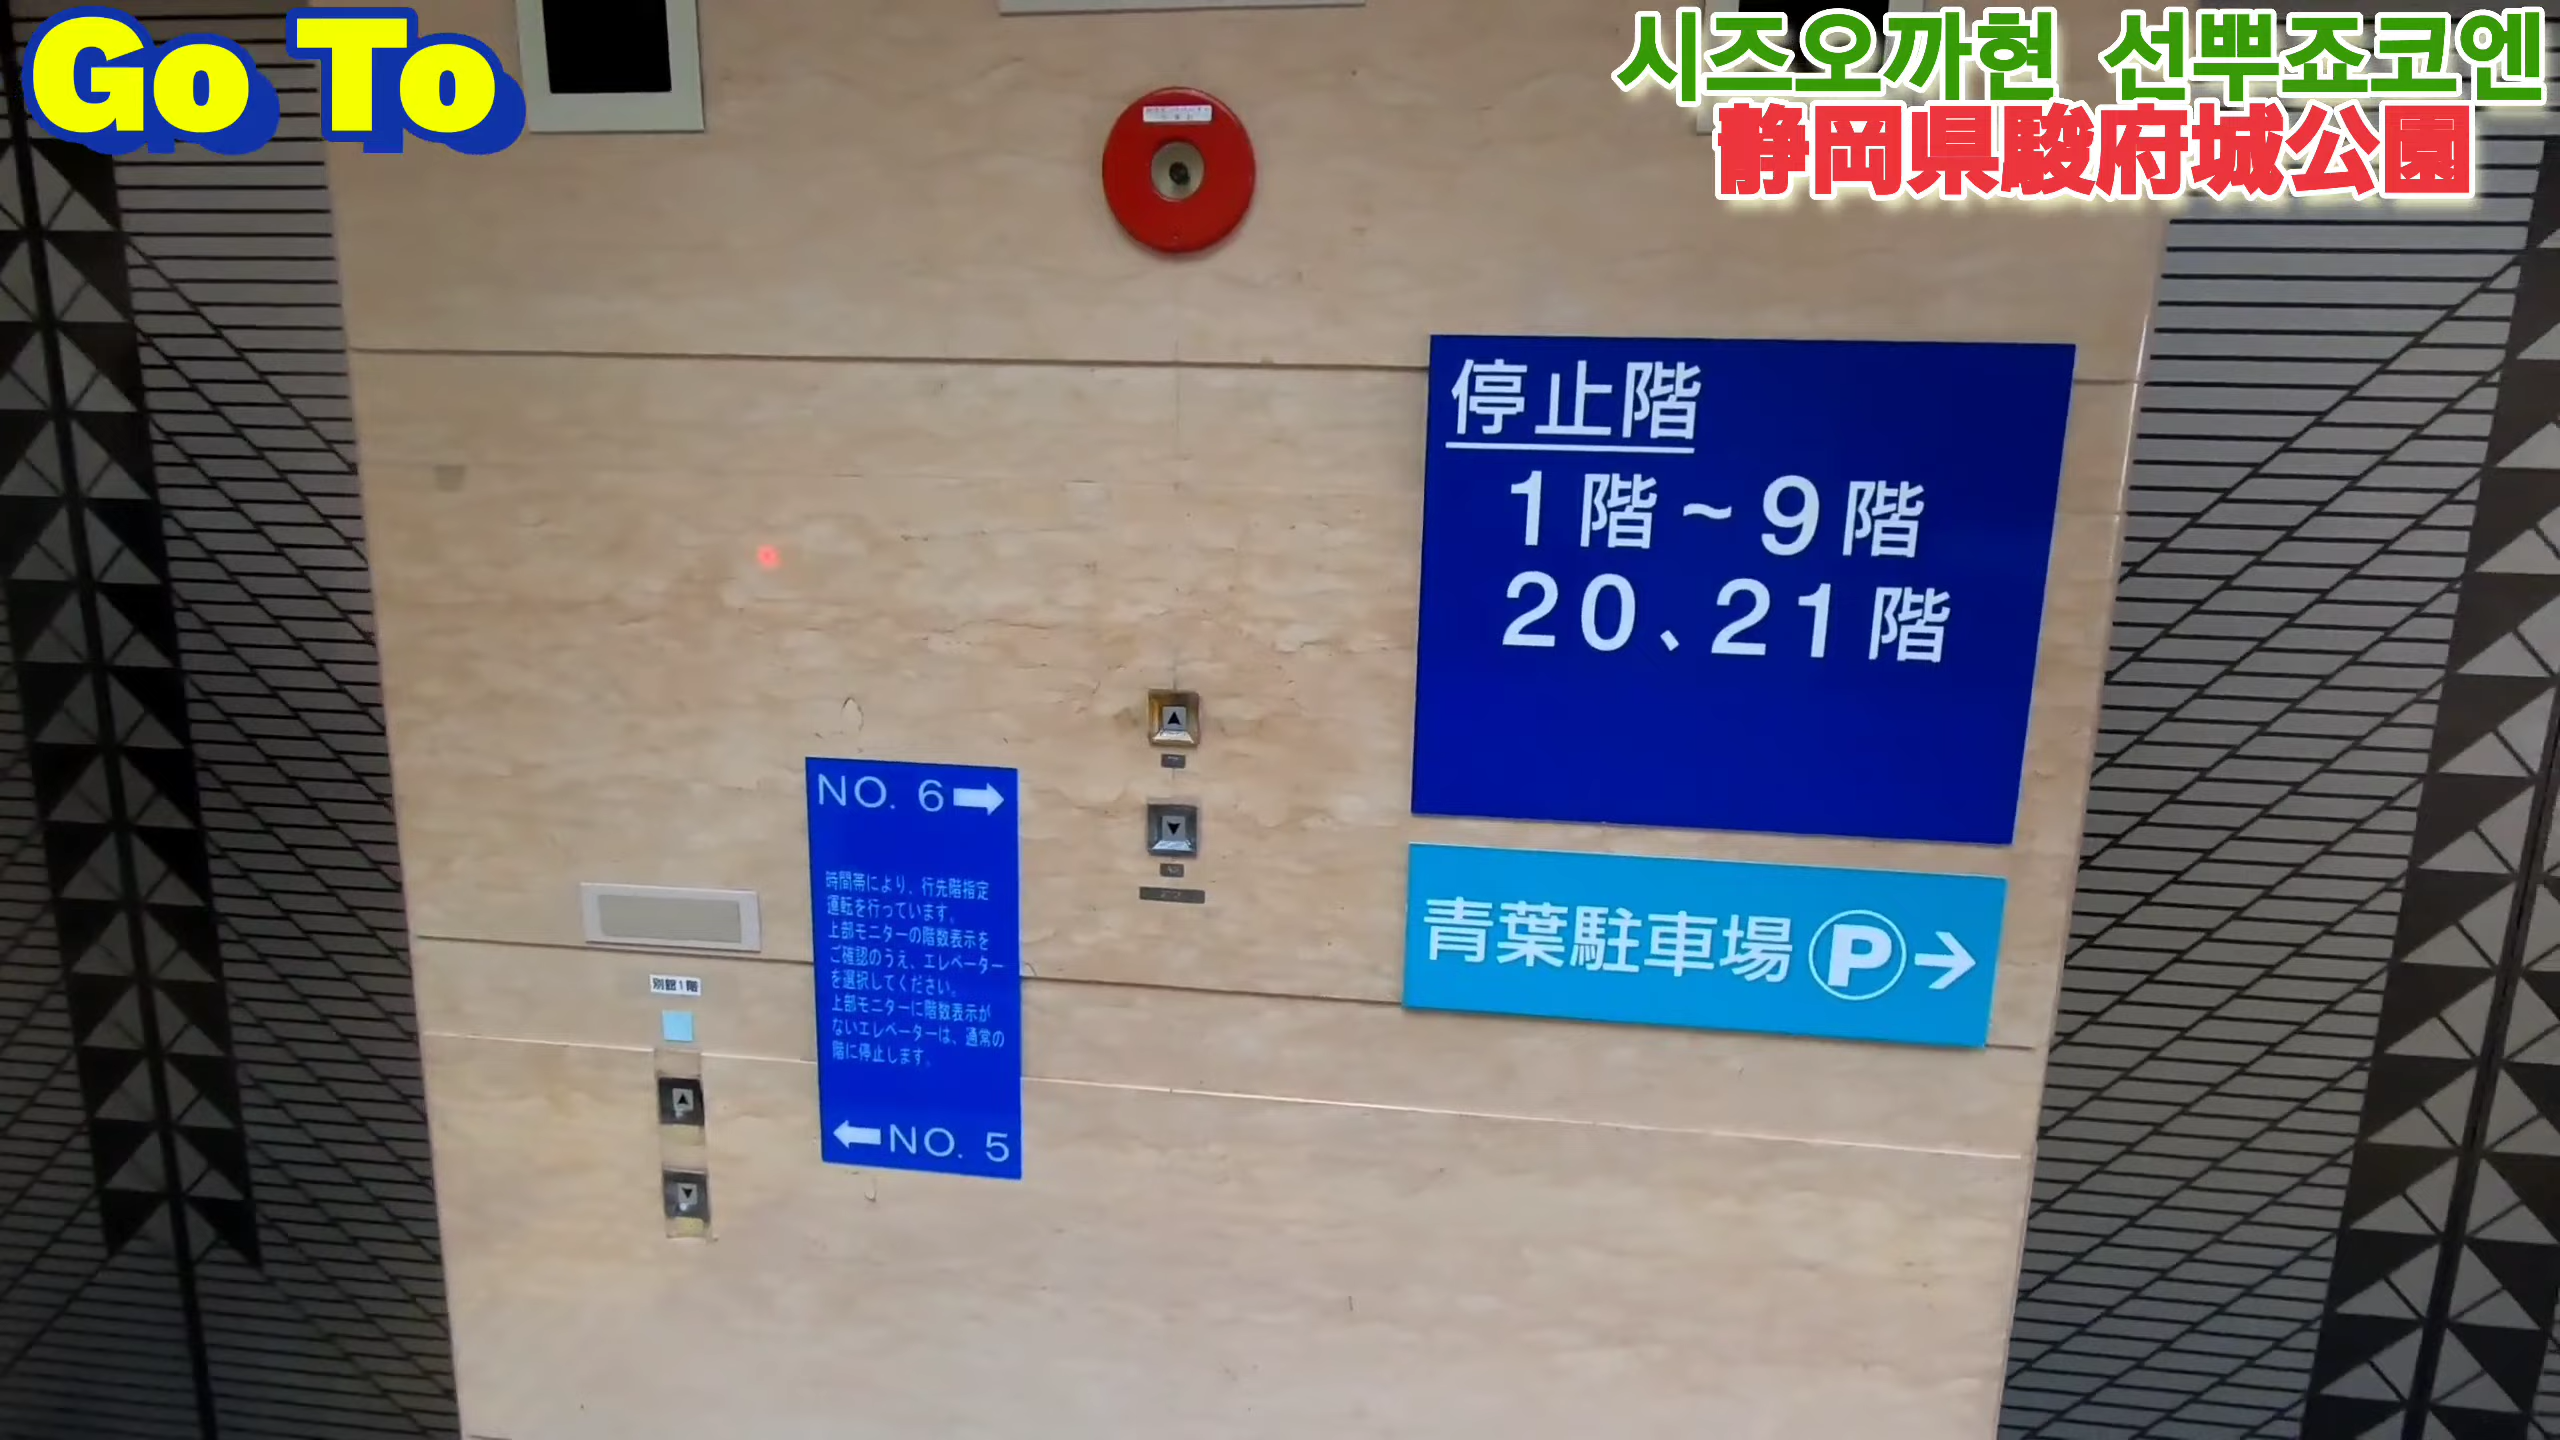 Go To
시즈오까현 선뿌죠코엔
静岡県駿府城公園
停止階
1階~9階
20、21階
NO. 6→
時間帯により、行先階指定
運転を行っています。
上部モニターの階数表示を
ご確認のうえ、エレベーター
を選択してください。
上部モニターに階数表示が
ないエレベーターは、通常の
階に停止します。
←NO. 5
青葉駐車場 P→
別館1階